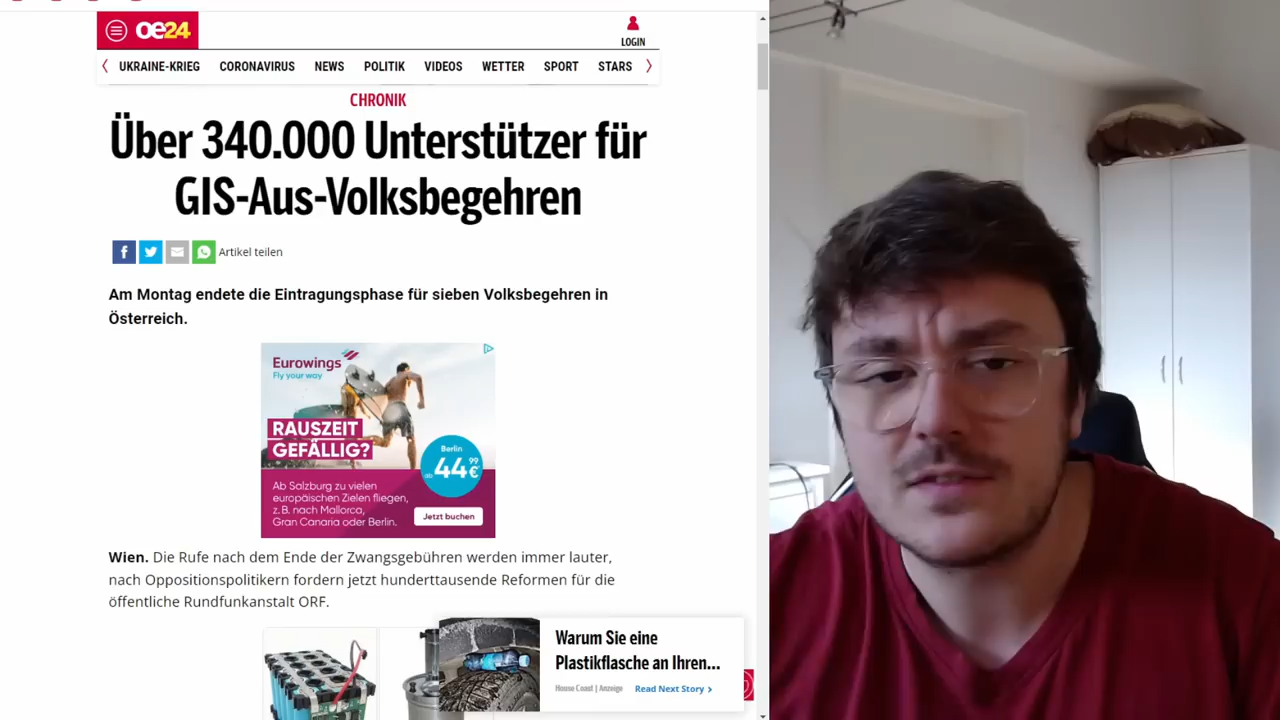 oe24
LOGIN
UKRAINE-KRIEG CORONAVIRUS NEWS POLITIK VIDEOS WETTER SPORT STARS
CHRONIK
Über 340.000 Unterstützer für
GIS-Aus-Volksbegehren
Artikel teilen
Am Montag endete die Eintragungsphase für sieben Volksbegehren in
Österreich.
Eurowings
Fly your way
RAUSZEIT
GEFÄLLIG?
Berlin
ab 44,99 €
Ab Salzburg zu vielen
europäischen Zielen fliegen,
z. B. nach Mallorca,
Gran Canaria oder Berlin.
Jetzt buchen
Wien. Die Rufe nach dem Ende der Zwangsgebühren werden immer lauter,
nach Oppositionspolitikern fordern jetzt hunderttausende Reformen für die
öffentliche Rundfunkanstalt ORF.
Warum Sie eine
Plastikflasche an Ihren...
House Coast | Anzeige
Read Next Story